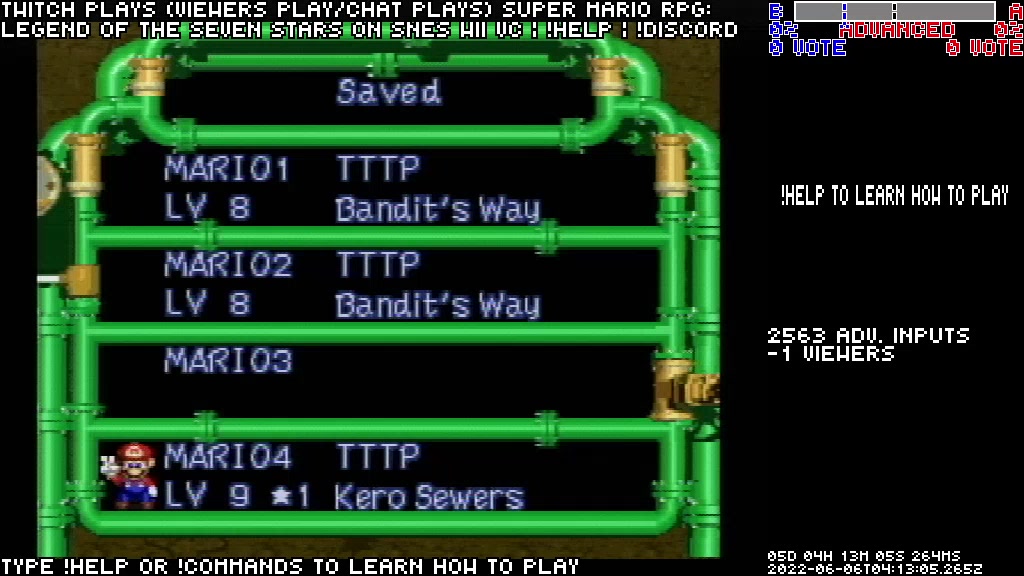 TWITCH PLAYS (VIEWERS PLAY/CHAT PLAYS) SUPER MARIO RPG:
LEGEND OF THE SEVEN STARS ON SNES WII VC ¦ !HELP ¦ !DISCORD
B A
0% ADVANCED 0%
0 VOTE 0 VOTE
Saved
MARIO1 TTTP
LV 8 Bandit's Way
!HELP TO LEARN HOW TO PLAY
MARIO2 TTTP
LV 8 Bandit's Way
2563 ADV. INPUTS
-1 VIEWERS
MARIO3
MARIO4 TTTP
LV 9 ★1 Kero Sewers
TYPE !HELP OR !COMMANDS TO LEARN HOW TO PLAY
05D 04H 13M 05S 264MS
2022-06-06T04:13:05.265Z